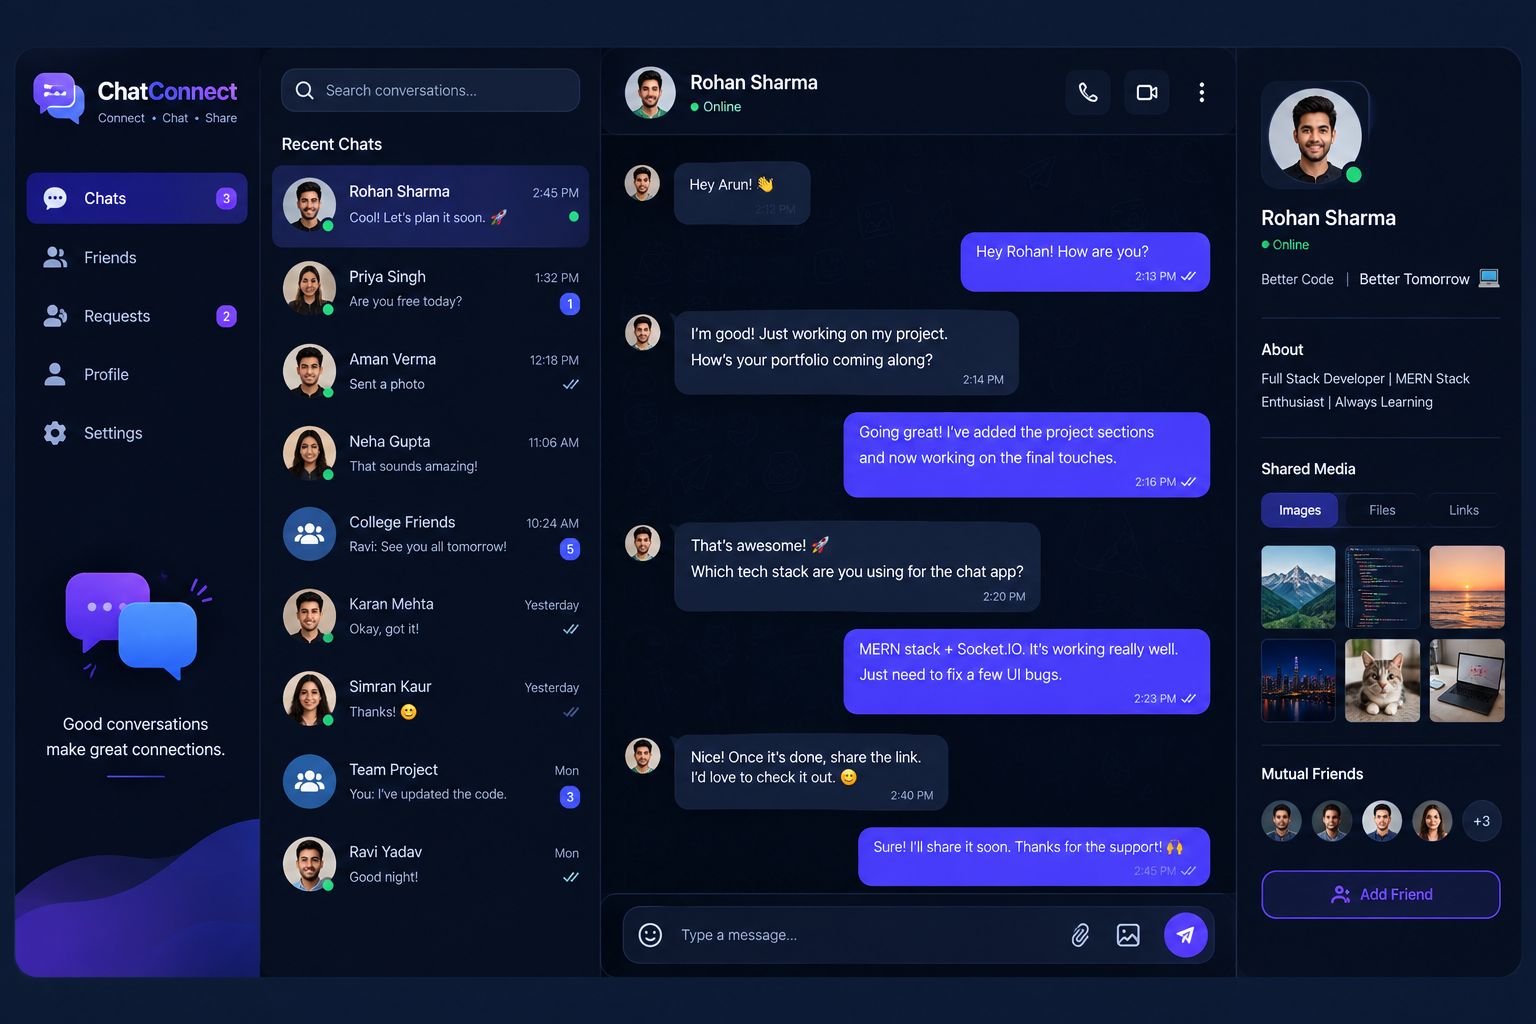 ChatConnect
Connect • Chat • Share
Chats
3
Friends
Requests
2
Profile
Settings
Good conversations
make great connections.
Search conversations...
Recent Chats
Rohan Sharma
2:45 PM
Cool! Let's plan it soon. 🚀
Priya Singh
1:32 PM
Are you free today?
1
Aman Verma
12:18 PM
Sent a photo
Neha Gupta
11:06 AM
That sounds amazing!
College Friends
10:24 AM
Ravi: See you all tomorrow!
5
Karan Mehta
Yesterday
Okay, got it!
Simran Kaur
Yesterday
Thanks! 😊
Team Project
Mon
You: I've updated the code.
3
Ravi Yadav
Mon
Good night!
Rohan Sharma
Online
Hey Arun! 👋
2:12 PM
Hey Rohan! How are you?
2:13 PM
I'm good! Just working on my project.
How's your portfolio coming along?
2:14 PM
Going great! I've added the project sections
and now working on the final touches.
2:16 PM
That's awesome! 🚀
Which tech stack are you using for the chat app?
2:20 PM
MERN stack + Socket.IO. It's working really well.
Just need to fix a few UI bugs.
2:23 PM
Nice! Once it's done, share the link.
I'd love to check it out. 😊
2:40 PM
Sure! I'll share it soon. Thanks for the support! 🙌
2:45 PM
Type a message...
Rohan Sharma
Online
Better Code | Better Tomorrow 💻
About
Full Stack Developer | MERN Stack
Enthusiast | Always Learning
Shared Media
Images
Files
Links
Mutual Friends
+3
Add Friend